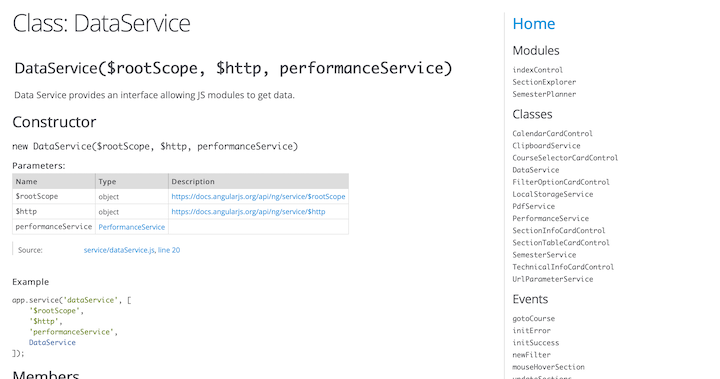 Class: DataService
DataService($rootScope, $http, performanceService)
Data Service provides an interface allowing JS modules to get data.
Constructor
new DataService($rootScope, $http, performanceService)
Parameters:
Name Type Description
$rootScope object https://docs.angularjs.org/api/ng/service/$rootScope
$http object https://docs.angularjs.org/api/ng/service/$http
performanceService PerformanceService
Source: service/dataService.js, line 20
Example
app.service('dataService', [
'$rootScope',
'$http',
'performanceService',
DataService
]);
Members
Home
Modules
indexControl
SectionExplorer
SemesterPlanner
Classes
CalendarCardControl
ClipboardService
CourseSelectorCardControl
DataService
FilterOptionCardControl
LocalStorageService
PdfService
PerformanceService
SectionInfoCardControl
SectionTableCardControl
SemesterService
TechnicalInfoCardControl
UrlParameterService
Events
gotoCourse
initError
initSuccess
newFilter
mouseHoverSection
updateSections